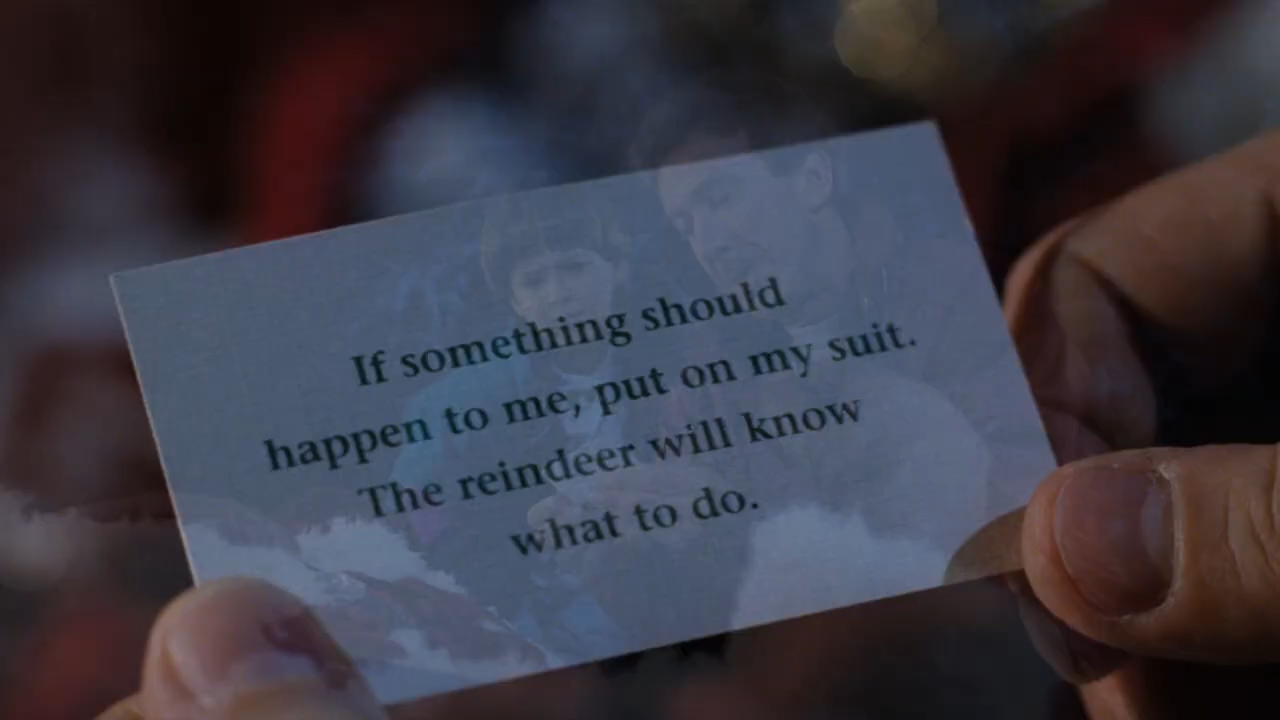 If something should
happen to me, put on my suit.
The reindeer will know
what to do.